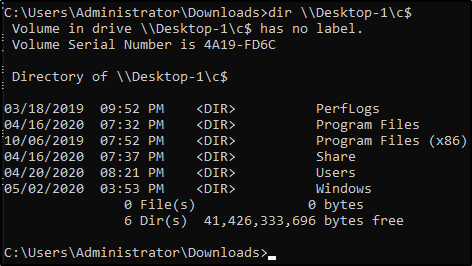 C:\Users\Administrator\Downloads>dir \\Desktop-1\c$
 Volume in drive \\Desktop-1\c$ has no label.
 Volume Serial Number is 4A19-FD6C

 Directory of \\Desktop-1\c$

03/18/2019  09:52 PM    <DIR>          PerfLogs
04/16/2020  07:32 PM    <DIR>          Program Files
10/06/2019  07:52 PM    <DIR>          Program Files (x86)
04/16/2020  07:37 PM    <DIR>          Share
04/20/2020  08:21 PM    <DIR>          Users
05/02/2020  03:53 PM    <DIR>          Windows
               0 File(s)              0 bytes
               6 Dir(s)  41,426,333,696 bytes free

C:\Users\Administrator\Downloads>